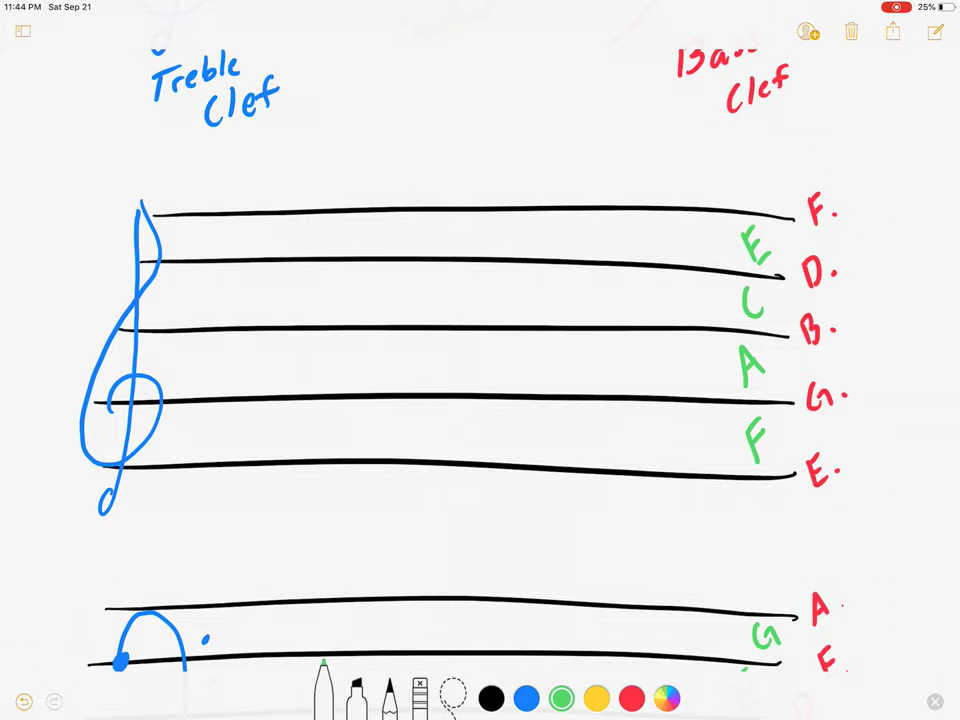 11:44 PM Sat Sep 21
25%
Treble
Clef
Clef
F.
E
D.
C
B.
A
G.
F
E.
A.
G